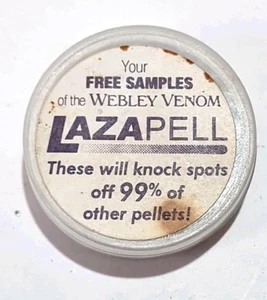 Your
FREE SAMPLES
of the WEBLEY VENOM
LAZAPELL
These will knock spots
off 99% of
other pellets!